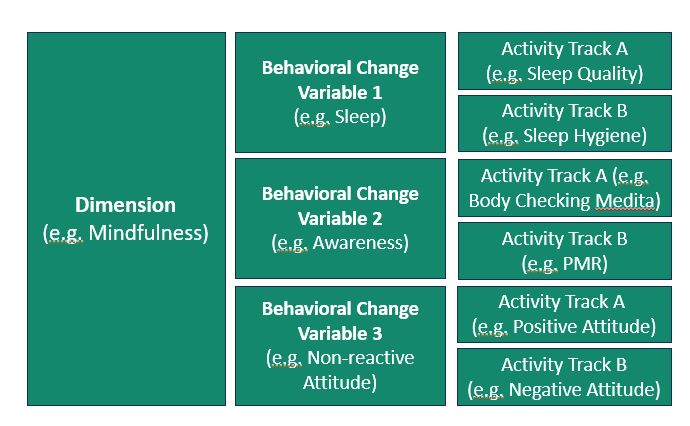 Dimension
(e.g. Mindfulness)
Behavioral Change
Variable 1
(e.g. Sleep)
Behavioral Change
Variable 2
(e.g. Awareness)
Behavioral Change
Variable 3
(e.g. Non-reactive
Attitude)
Activity Track A
(e.g. Sleep Quality)
Activity Track B
(e.g. Sleep Hygiene)
Activity Track A (e.g.
Body Checking Medita)
Activity Track B
(e.g. PMR)
Activity Track A
(e.g. Positive Attitude)
Activity Track B
(e.g. Negative Attitude)